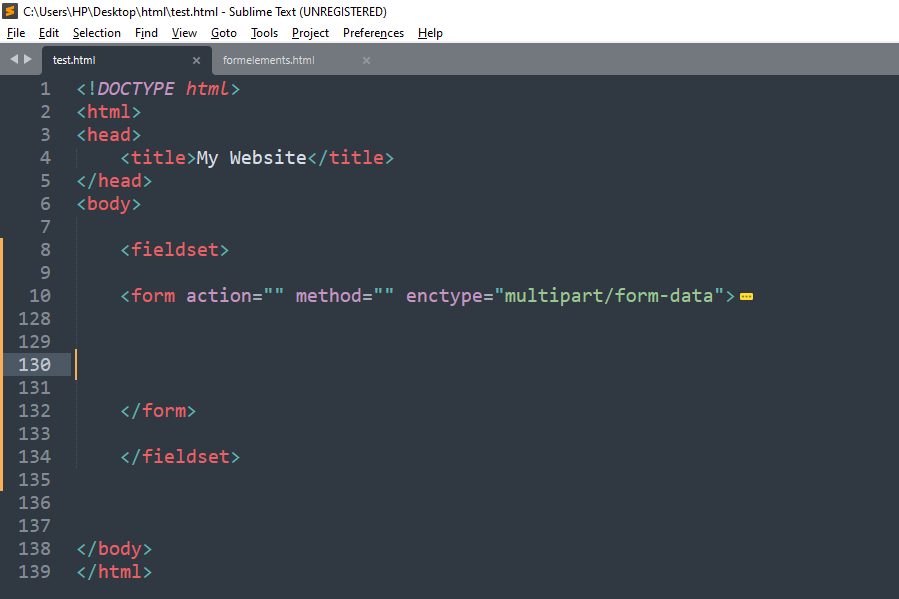 C:\Users\HP\Desktop\html\test.html - Sublime Text (UNREGISTERED)
File Edit Selection Find View Goto Tools Project Preferences Help
test.html × formelements.html ×
1 <!DOCTYPE html>
2 <html>
3 <head>
4 <title>My Website</title>
5 </head>
6 <body>
7
8 <fieldset>
9
10 <form action="" method="" enctype="multipart/form-data">
128
129
130
131
132 </form>
133
134 </fieldset>
135
136
137
138 </body>
139 </html>